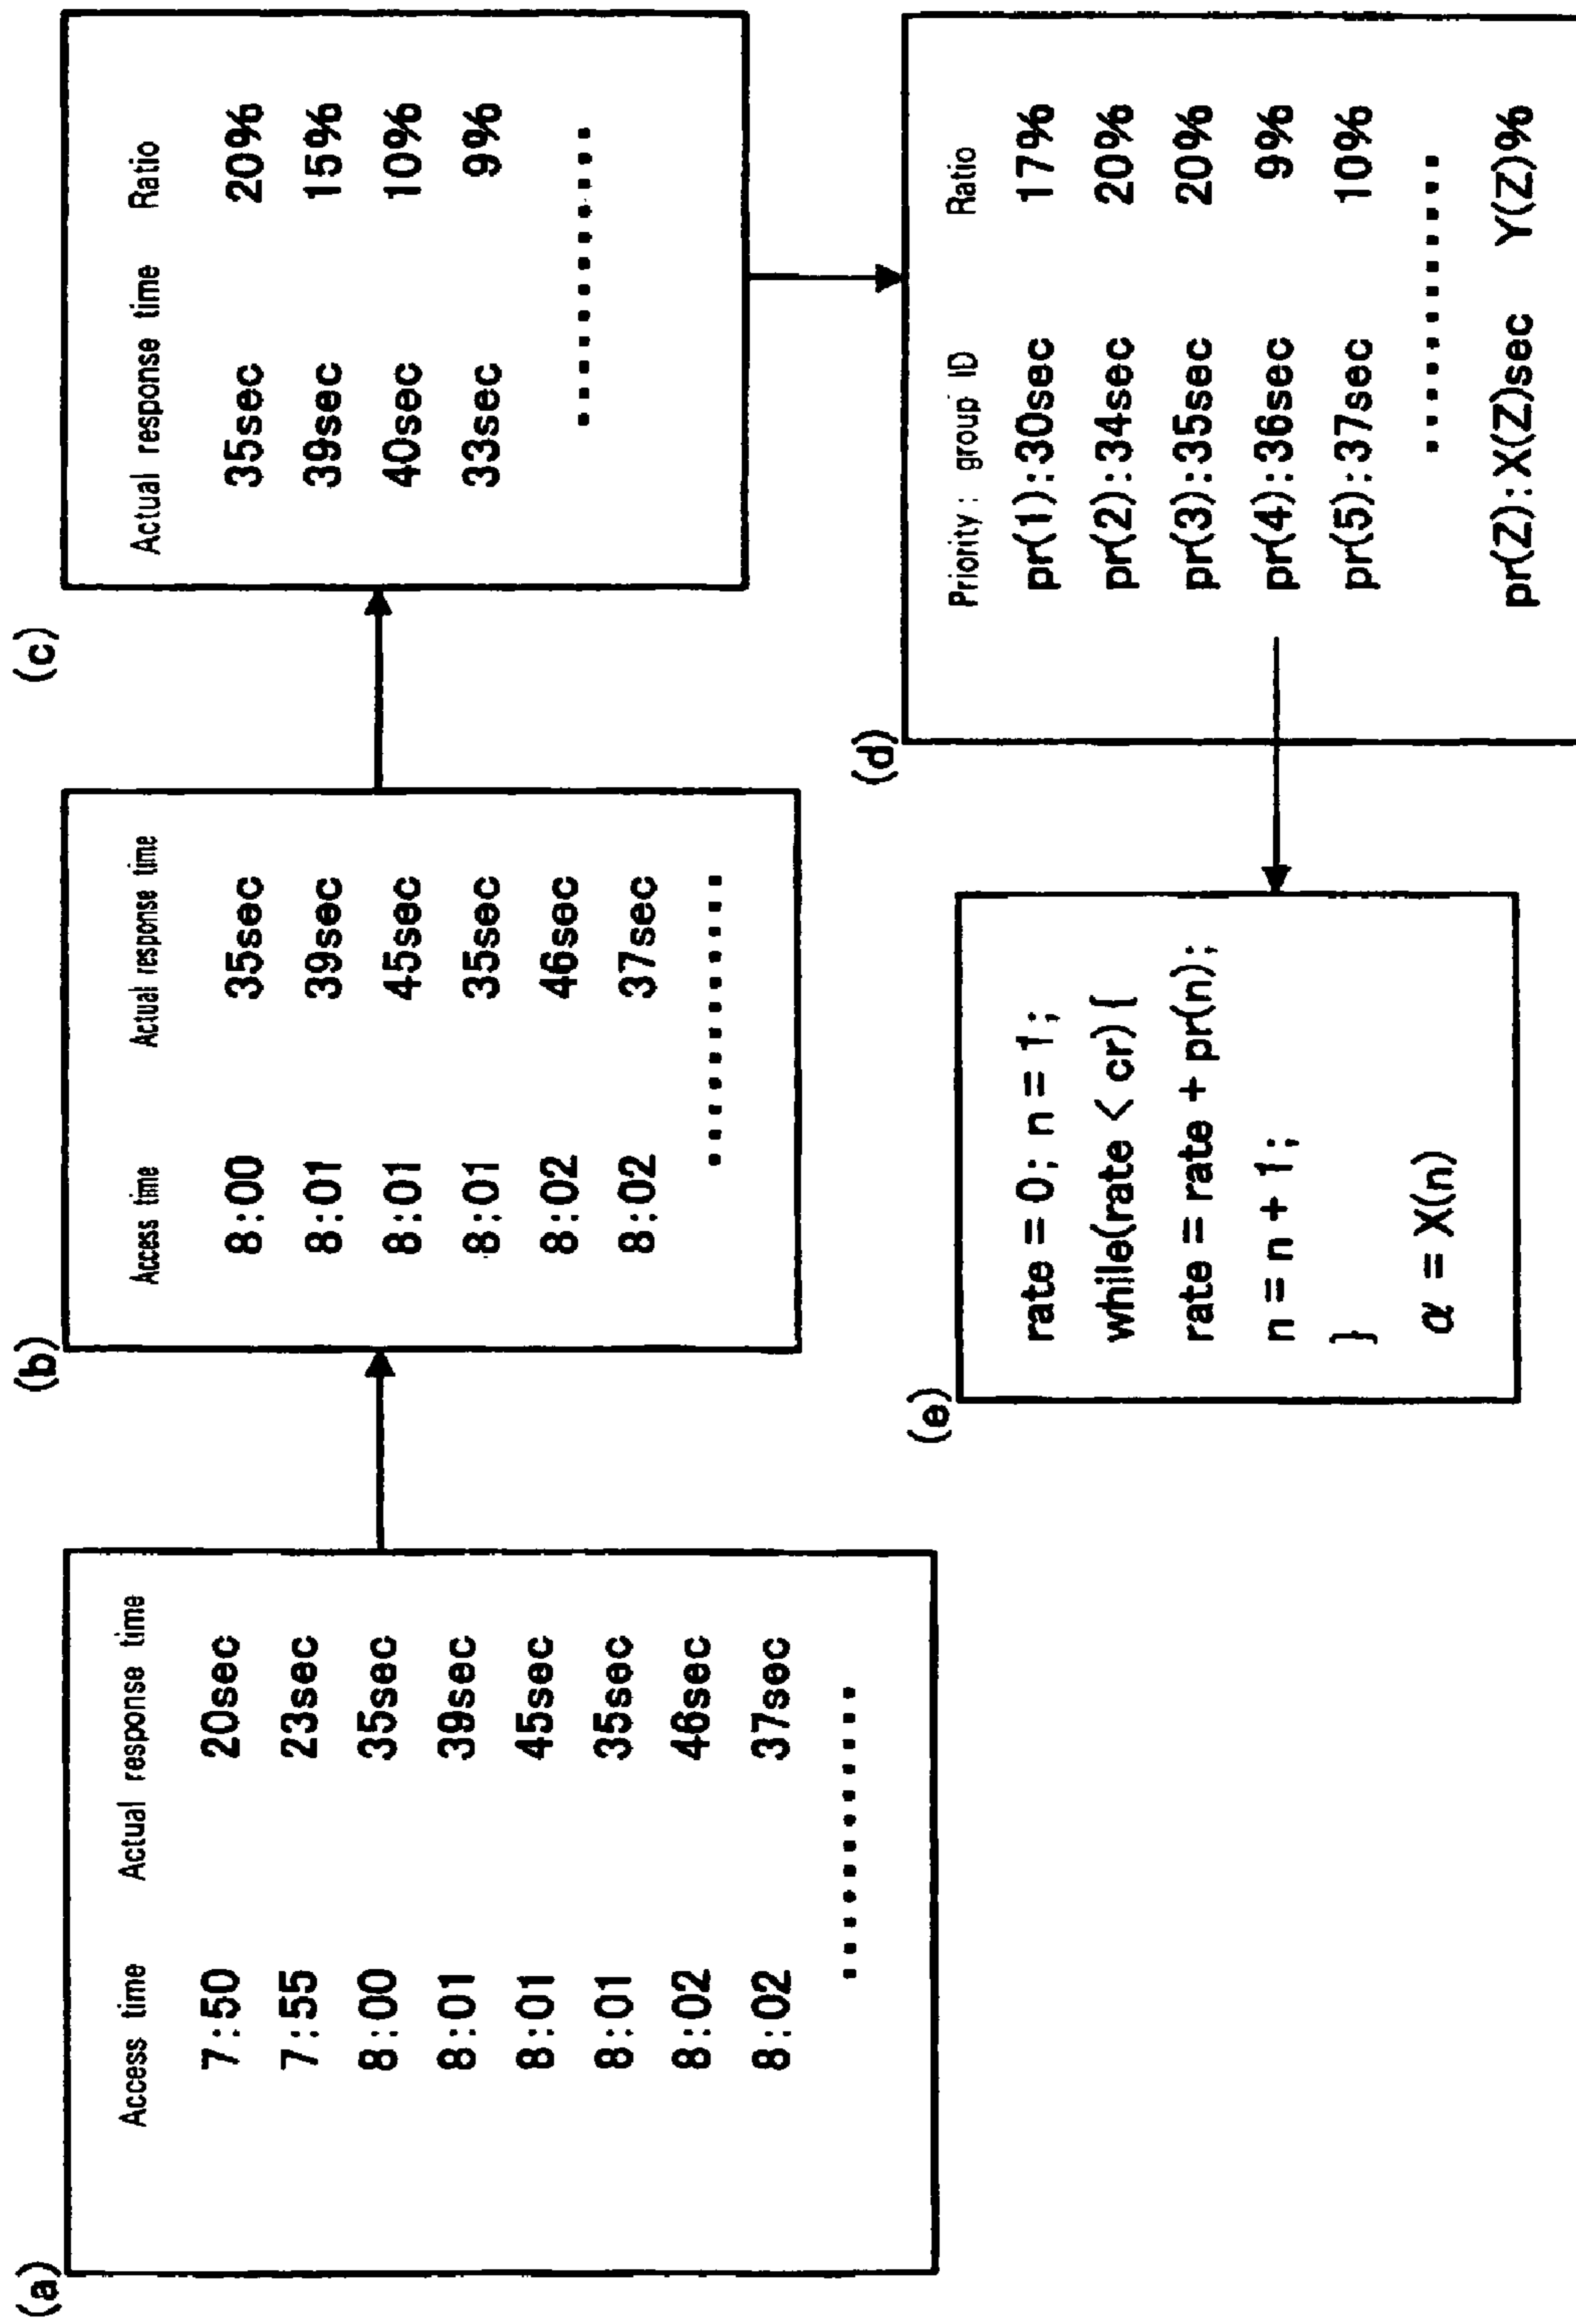 (a)
Access time Actual response time
7:50 20sec
7:55 23sec
8:00 35sec
8:01 39sec
8:01 45sec
8:01 35sec
8:02 46sec
8:02 37sec
............
(b)
Access time Actual response time
8:00 35sec
8:01 39sec
8:01 45sec
8:01 35sec
8:02 46sec
8:02 37sec
............
(c)
Actual response time Ratio
35sec 20%
39sec 15%
40sec 10%
33sec 9%
............
(d)
Priority: group ID Ratio
pr(1):30sec 17%
pr(2):34sec 20%
pr(3):35sec 20%
pr(4):36sec 9%
pr(5):37sec 10%
............
pr(Z):X(Z)sec Y(Z)%
(e)
rate = 0; n = 1;
while(rate < cr) {
rate = rate + pr(n);
n = n + 1;
}
α = X(n)